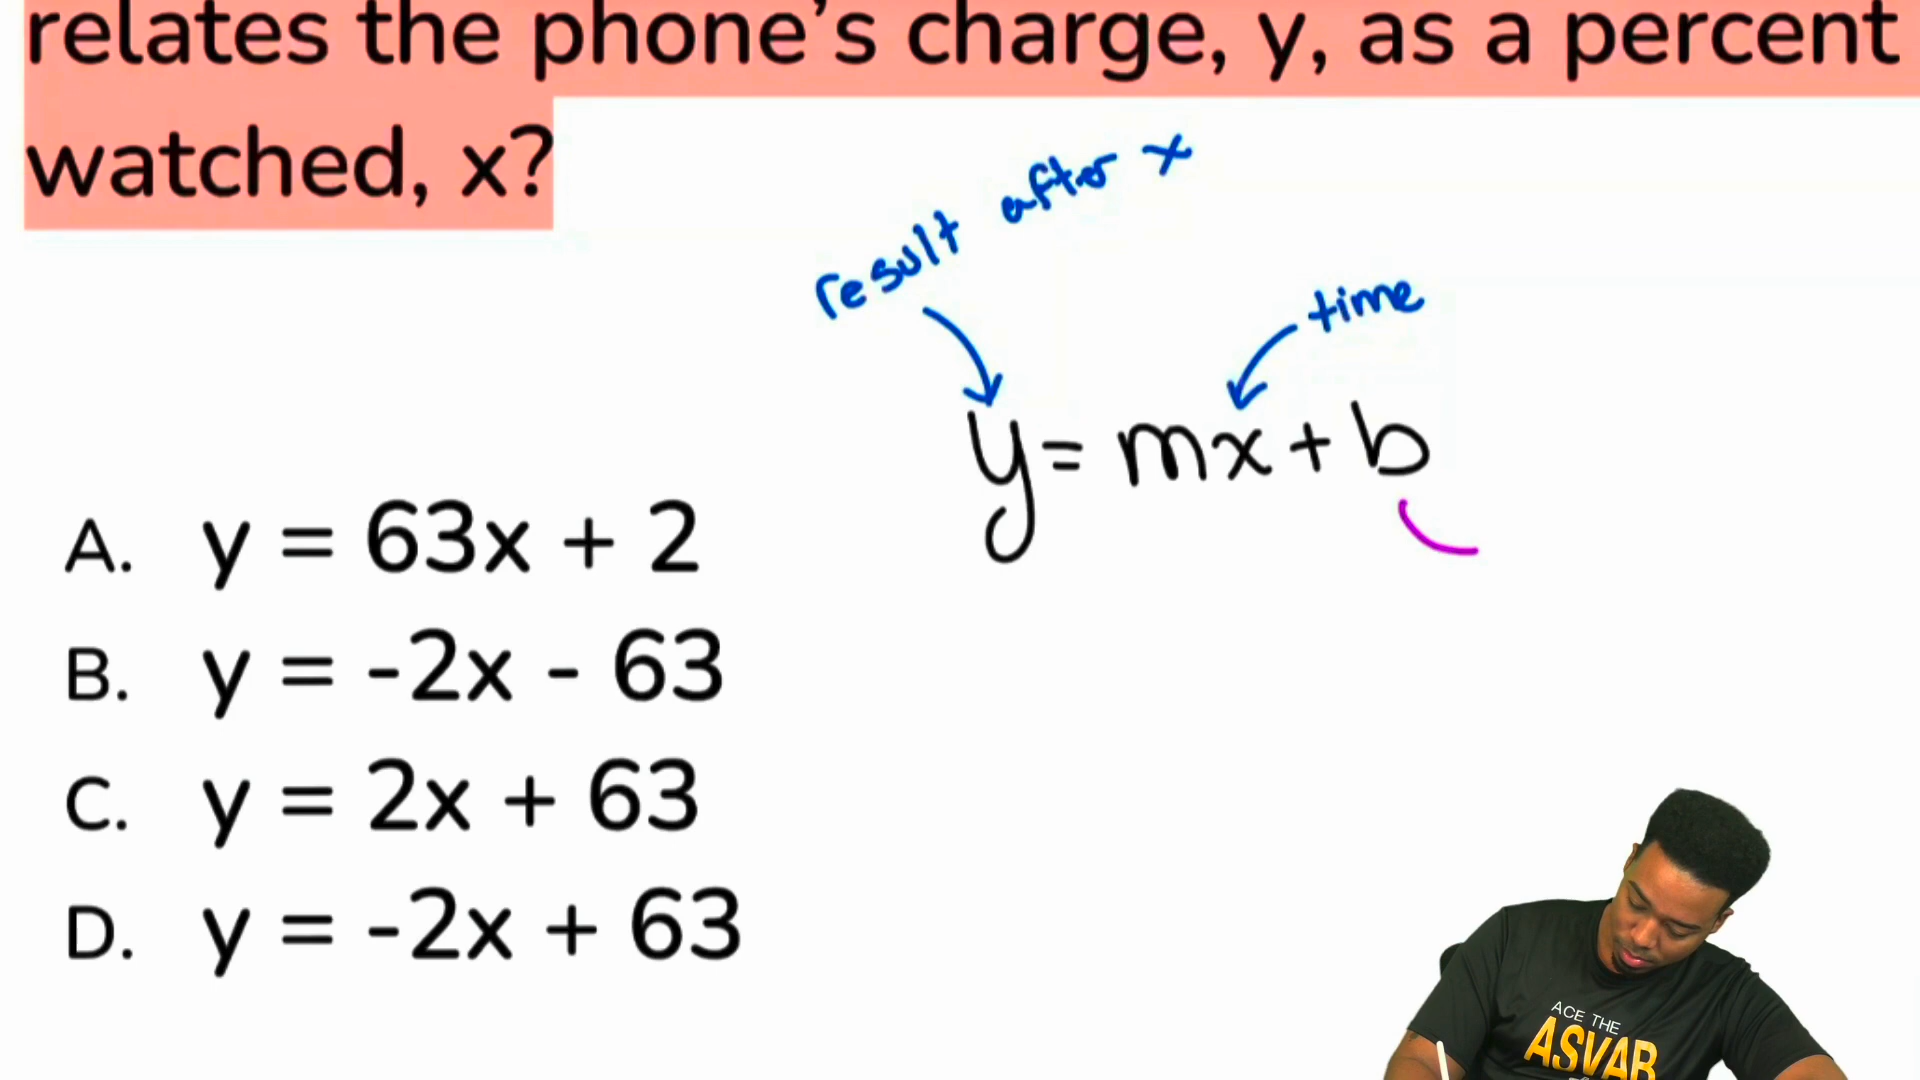 relates the phone's charge, y, as a percent
watched, x?
result after x
time
y = mx + b
A. y = 63x + 2
B. y = -2x - 63
C. y = 2x + 63
D. y = -2x + 63
ACE THE
ASVAB